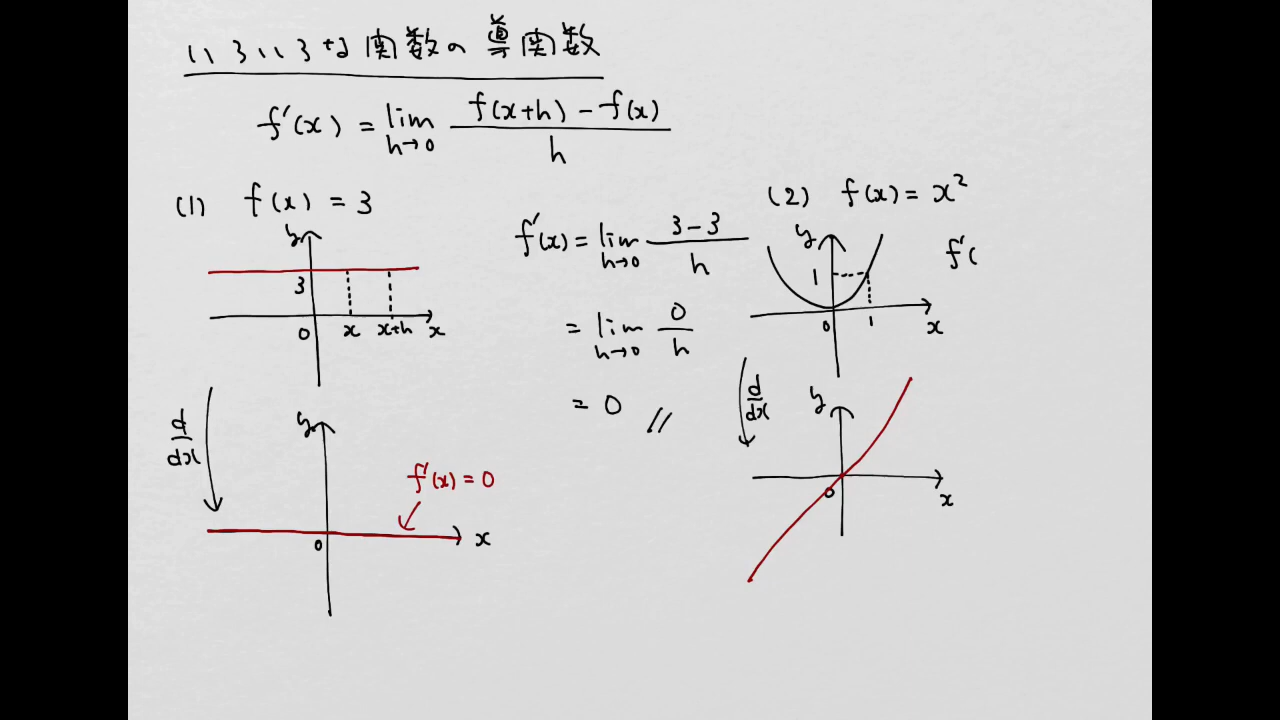 いろいろな関数の導関数
f'(x) = lim h→0 f(x+h) - f(x) / h
(1) f(x) = 3
y
3
0 x x+h x
d/dx
y
f'(x) = 0
0 x
f'(x) = lim h→0 3-3 / h
= lim h→0 0/h
= 0 //
(2) f(x) = x²
y
1
0 1 x
f'(
d/dx
y
0 x